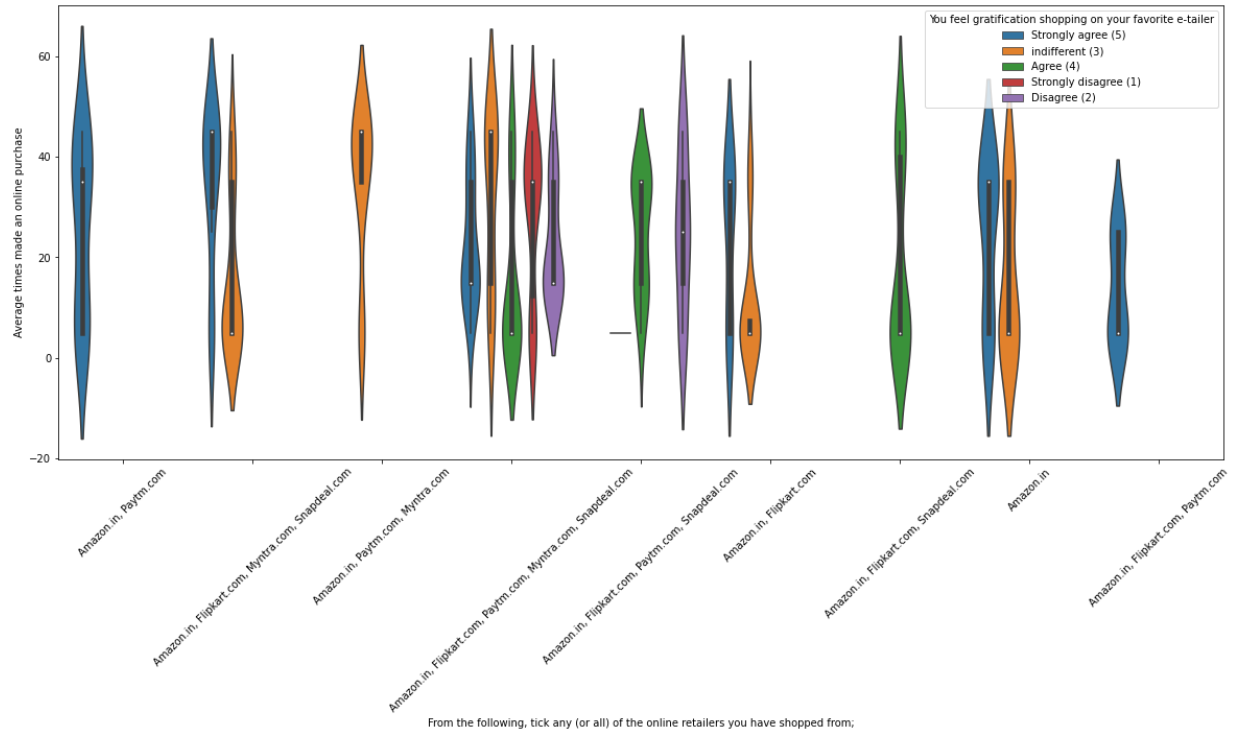 You feel gratification shopping on your favorite e-tailer
Strongly agree (5)
indifferent (3)
Agree (4)
Strongly disagree (1)
Disagree (2)
Average times made an online purchase
60
40
20
0
−20
Amazon.in, Paytm.com
Amazon.in, Flipkart.com, Myntra.com, Snapdeal.com
Amazon.in, Paytm.com, Myntra.com
Amazon.in, Flipkart.com, Paytm.com, Myntra.com, Snapdeal.com
Amazon.in, Flipkart.com, Paytm.com, Snapdeal.com
Amazon.in, Flipkart.com
Amazon.in, Flipkart.com, Snapdeal.com
Amazon.in
Amazon.in, Flipkart.com, Paytm.com
From the following, tick any (or all) of the online retailers you have shopped from;